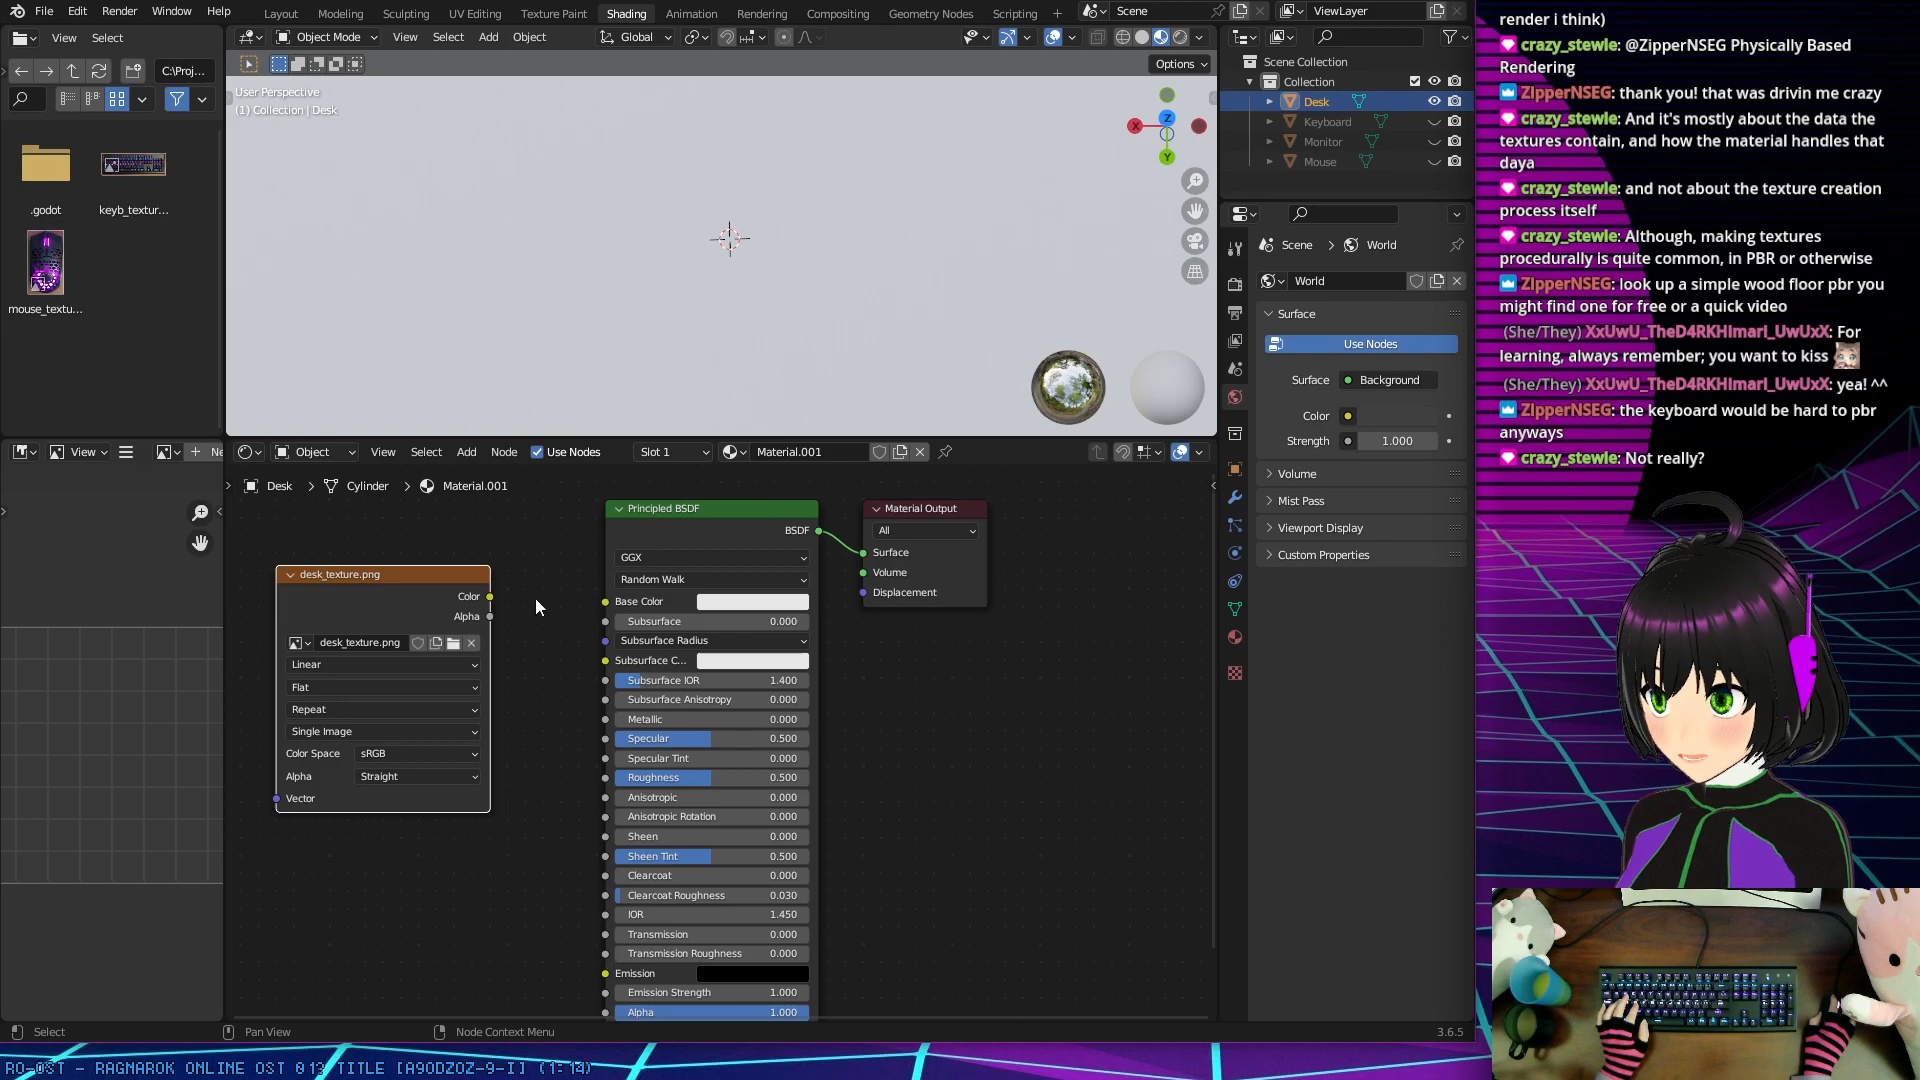 File Edit Render Window Help Layout Modeling Sculpting UV Editing Texture Paint Shading Animation Rendering Compositing Geometry Nodes Scripting + Scene ViewLayer
View Select Object Mode View Select Add Object Global
C:\Proj... Options
User Perspective
(1) Collection | Desk
X Z Y
.godot keyb_textur...
mouse_textu...
Scene Collection
Collection
Desk
Keyboard
Monitor
Mouse
Scene > World
World
Surface
Use Nodes
Surface Background
Color
Strength 1.000
Volume
Mist Pass
Viewport Display
Custom Properties
View + Ne Object View Select Add Node Use Nodes Slot 1 Material.001
Desk > Cylinder > Material.001
desk_texture.png
Color
Alpha
desk_texture.png
Linear
Flat
Repeat
Single Image
Color Space sRGB
Alpha Straight
Vector
Principled BSDF
BSDF
GGX
Random Walk
Base Color
Subsurface 0.000
Subsurface Radius
Subsurface C...
Subsurface IOR 1.400
Subsurface Anisotropy 0.000
Metallic 0.000
Specular 0.500
Specular Tint 0.000
Roughness 0.500
Anisotropic 0.000
Anisotropic Rotation 0.000
Sheen 0.000
Sheen Tint 0.500
Clearcoat 0.000
Clearcoat Roughness 0.030
IOR 1.450
Transmission 0.000
Transmission Roughness 0.000
Emission
Emission Strength 1.000
Alpha 1.000
Material Output
All
Surface
Volume
Displacement
Select Pan View Node Context Menu 3.6.5
render i think)
crazy_stewie: @ZipperNSEG Physically Based
Rendering
ZipperNSEG: thank you! that was drivin me crazy
crazy_stewie: And it's mostly about the data the
textures contain, and how the material handles that
daya
crazy_stewie: and not about the texture creation
process itself
crazy_stewie: Although, making textures
procedurally is quite common, in PBR or otherwise
ZipperNSEG: look up a simple wood floor pbr you
might find one for free or a quick video
(She/They) XxUwU_TheD4RKHImarI_UwUxX: For
learning, always remember; you want to kiss
(She/They) XxUwU_TheD4RKHImarI_UwUxX: yea! ^^
ZipperNSEG: the keyboard would be hard to pbr
anyways
crazy_stewie: Not really?
RO-OST - RAGNAROK ONLINE OST 013 TITLE [A9ODZOZ-9-I] (1:14)